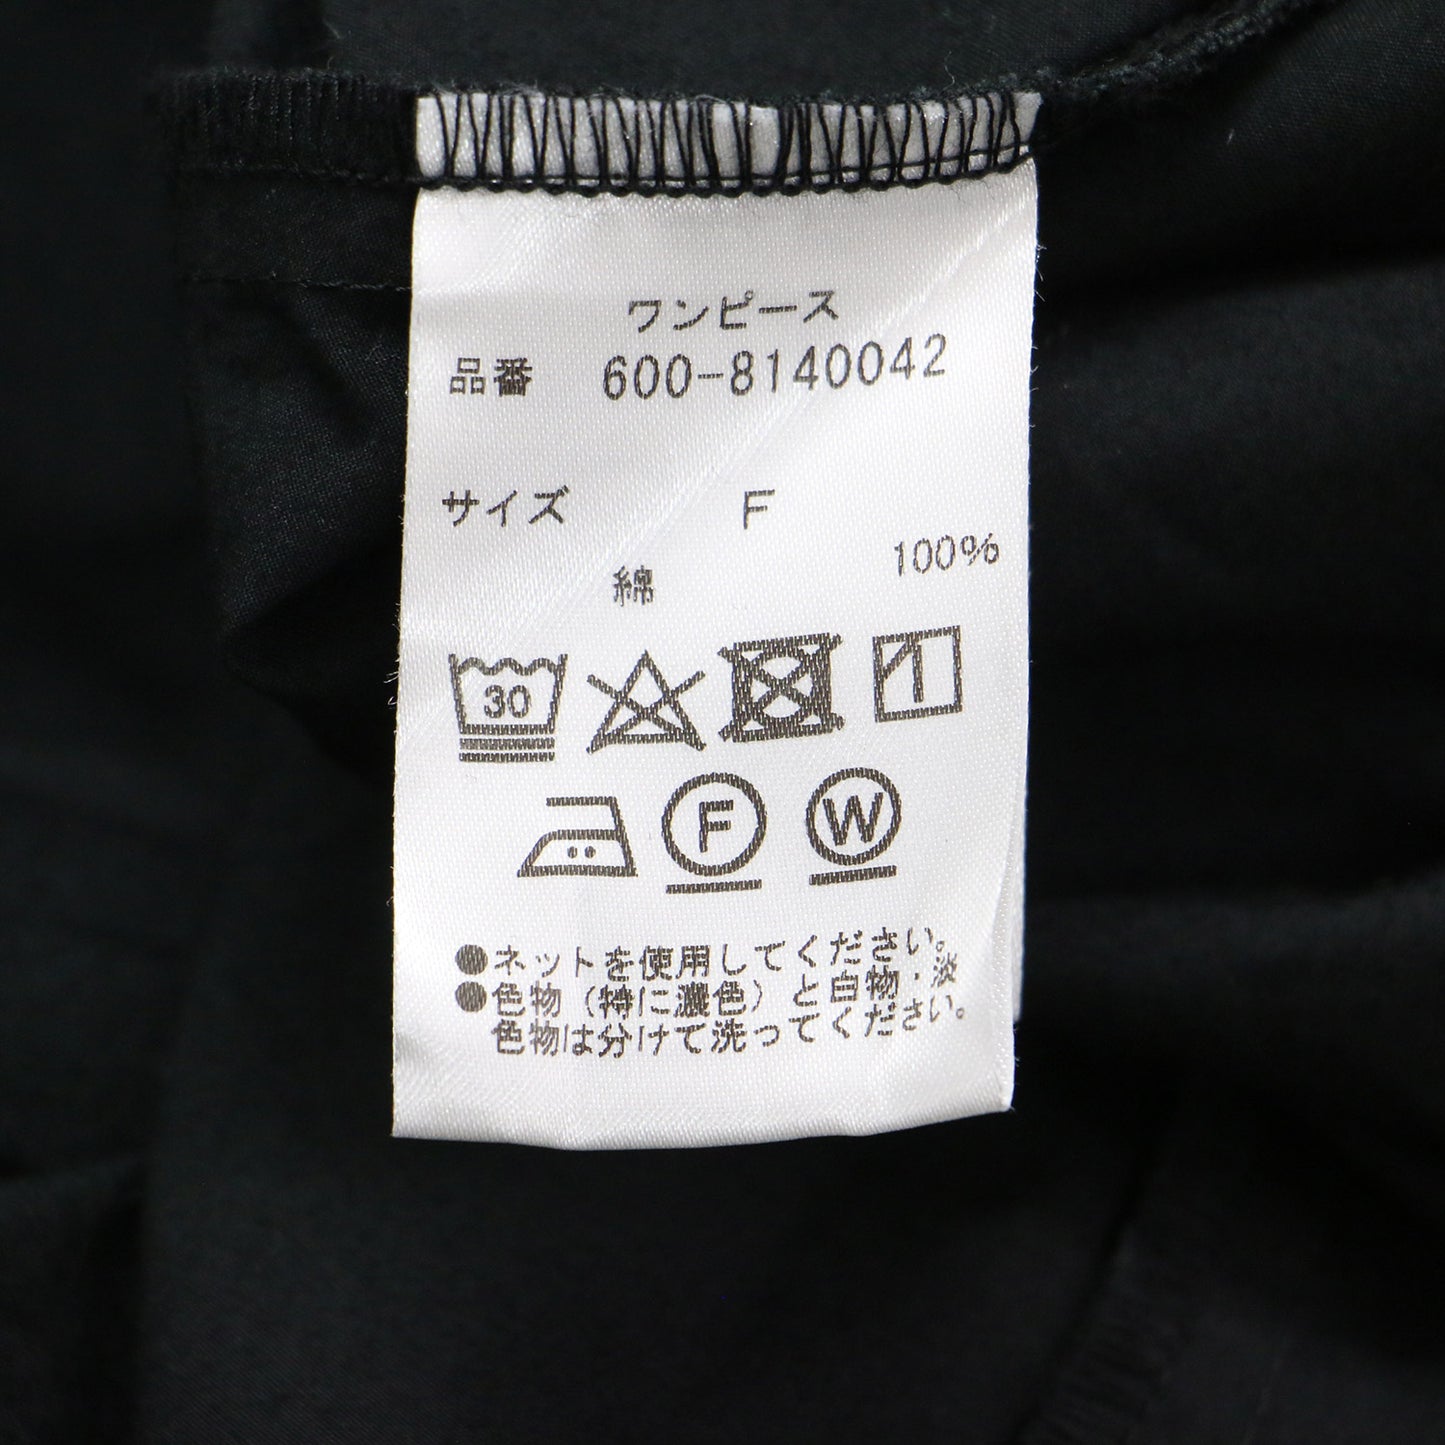 ワンピース
品番 600-8140042
サイズ F
綿 100%
30
F W
●ネットを使用してください。
●色物（特に濃色）と白物・淡
色物は分けて洗ってください。